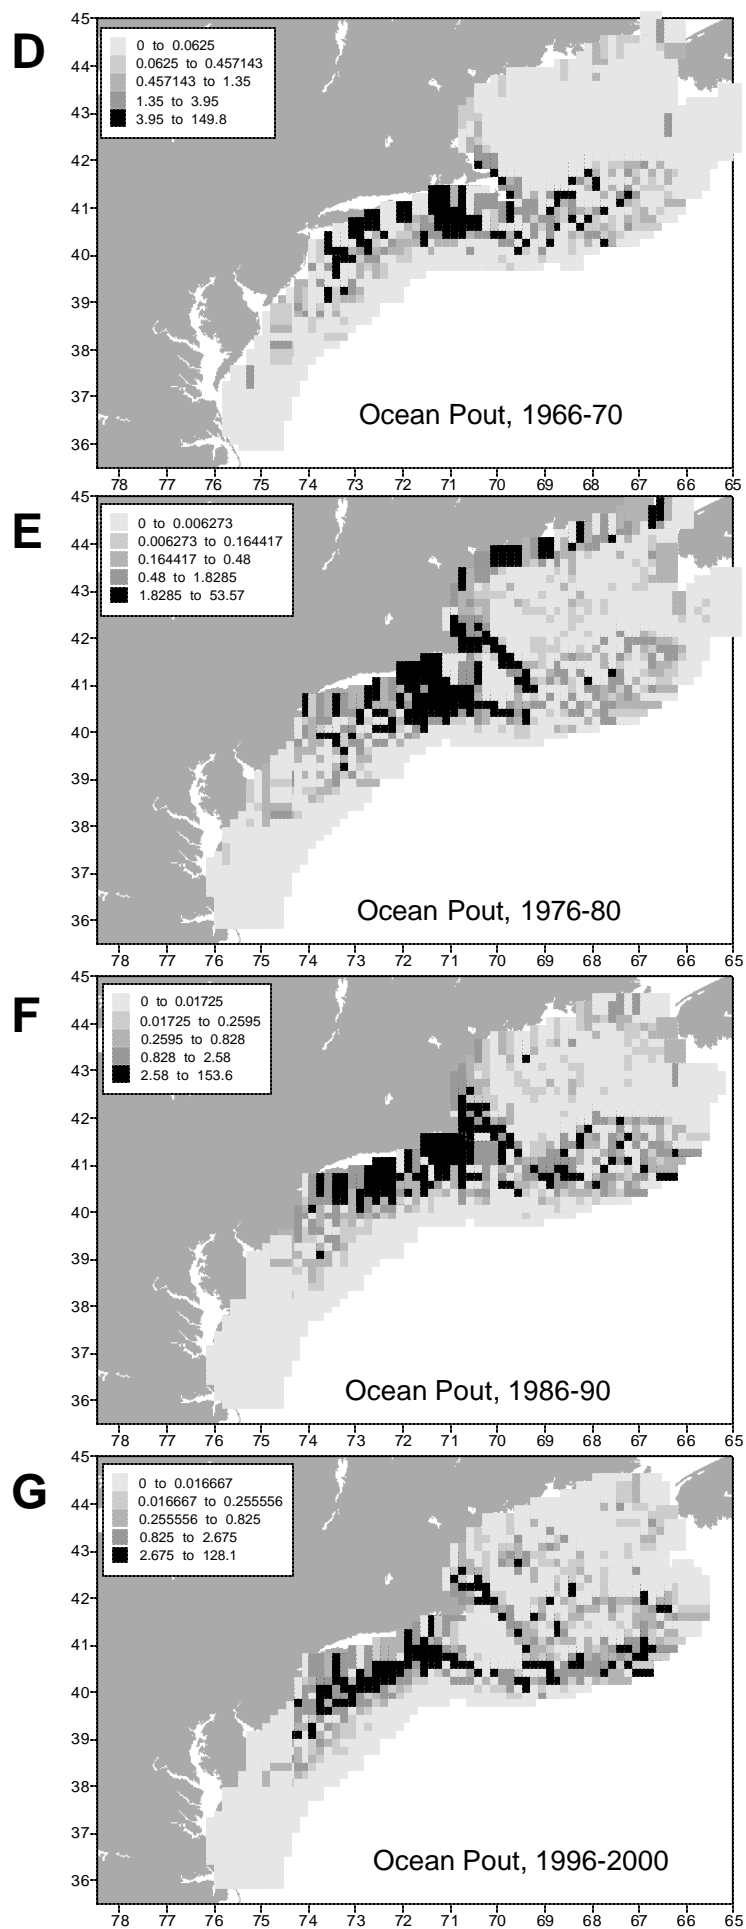 D
45
44
43
42
41
40
39
38
37
36
0 to 0.0625
0.0625 to 0.457143
0.457143 to 1.35
1.35 to 3.95
3.95 to 149.8
Ocean Pout, 1966-70
78 77 76 75 74 73 72 71 70 69 68 67 66 65
E
45
44
43
42
41
40
39
38
37
36
0 to 0.006273
0.006273 to 0.164417
0.164417 to 0.48
0.48 to 1.8285
1.8285 to 53.57
Ocean Pout, 1976-80
78 77 76 75 74 73 72 71 70 69 68 67 66 65
F
45
44
43
42
41
40
39
38
37
36
0 to 0.01725
0.01725 to 0.2595
0.2595 to 0.828
0.828 to 2.58
2.58 to 153.6
Ocean Pout, 1986-90
78 77 76 75 74 73 72 71 70 69 68 67 66 65
G
45
44
43
42
41
40
39
38
37
36
0 to 0.016667
0.016667 to 0.255556
0.255556 to 0.825
0.825 to 2.675
2.675 to 128.1
Ocean Pout, 1996-2000
78 77 76 75 74 73 72 71 70 69 68 67 66 65